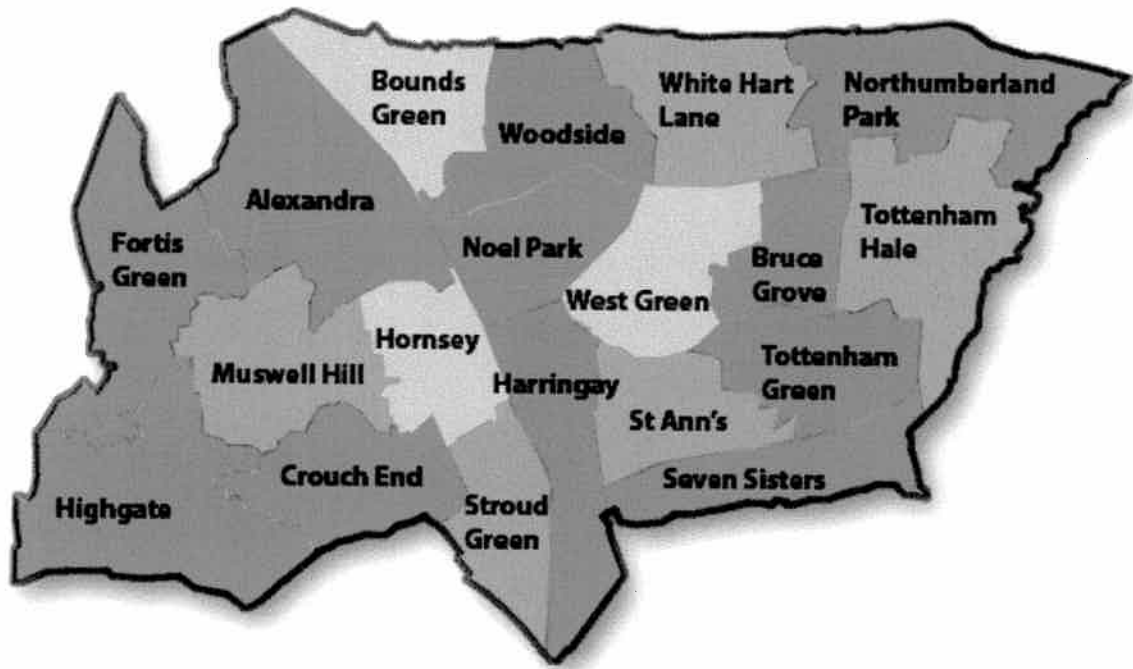 Bounds
Green
Woodside
White Hart
Lane
Northumberland
Park
Alexandra
Fortis
Green
Noel Park
Tottenham
Hale
Bruce
Grove
West Green
Hornsey
Muswell Hill
Harringay
Tottenham
Green
St Ann's
Crouch End
Seven Sisters
Highgate
Stroud
Green